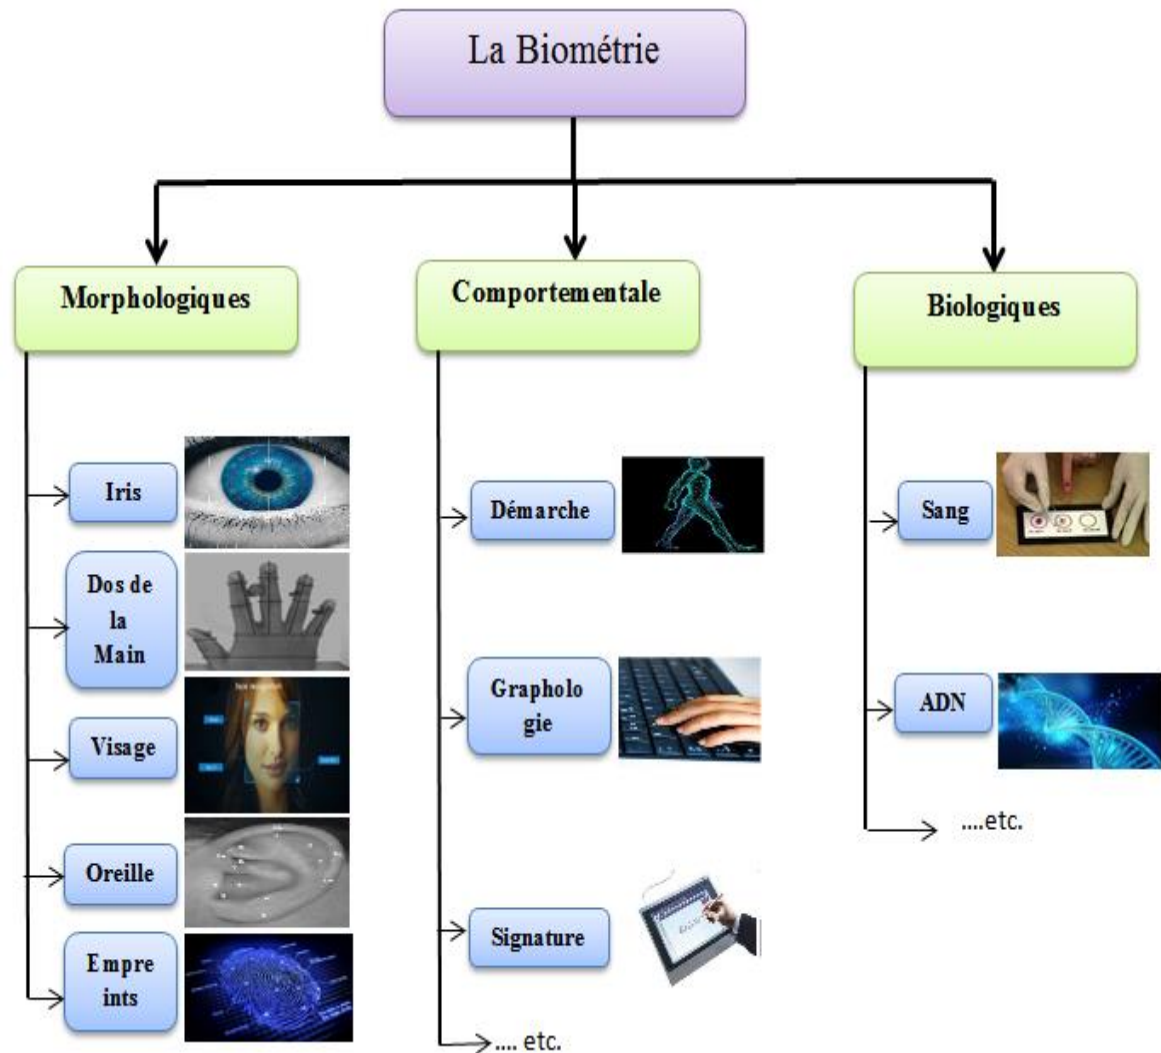 La Biométrie
Morphologiques
Iris
Dos de
la
Main
Visage
Oreille
Empre
ints
Comportementale
Démarche
Grapholo
gie
Signature
.... etc.
Biologiques
Sang
ADN
....etc.